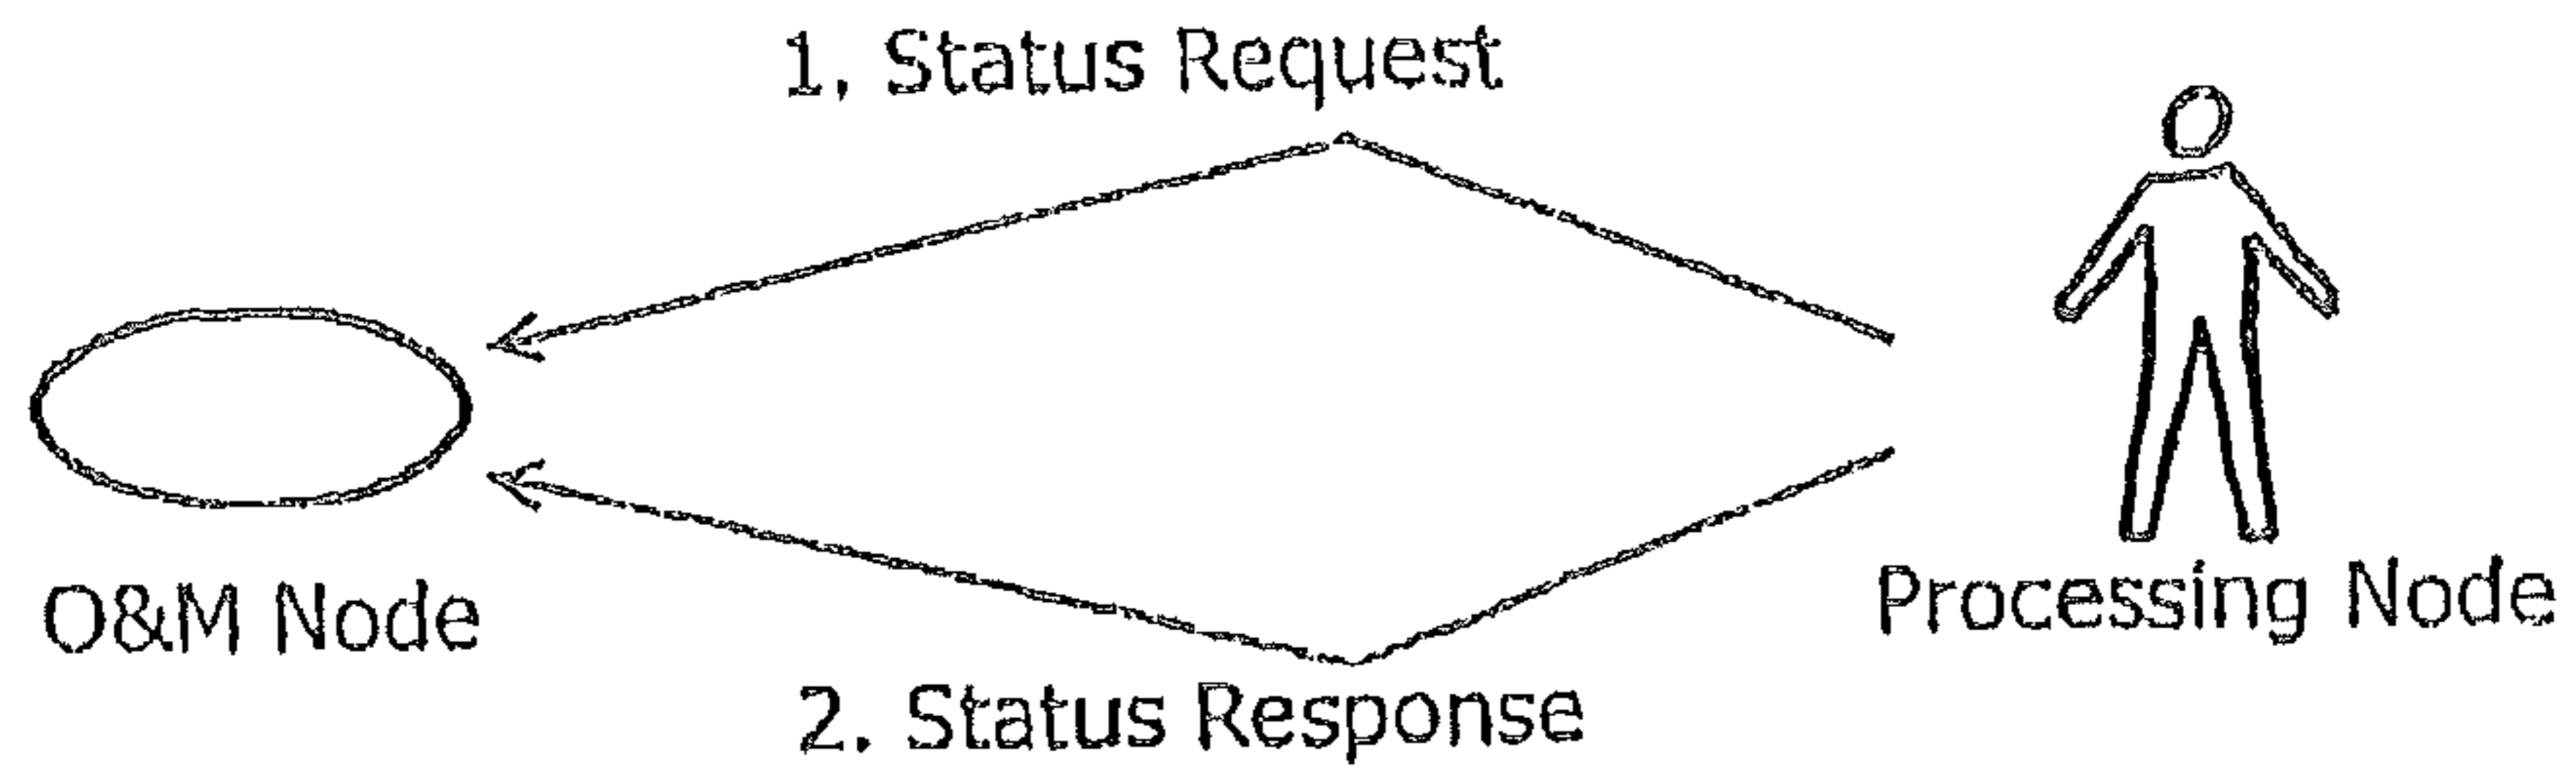 1. Status Request
O&M Node
Processing Node
2. Status Response